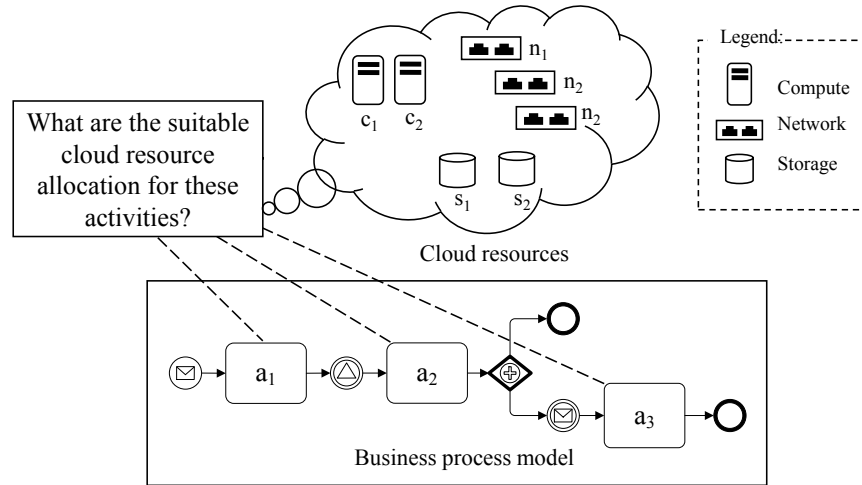 n1
n2
n2
c1 c2
s1 s2
Cloud resources
Legend:
Compute
Network
Storage
What are the suitable
cloud resource
allocation for these
activities?
a1
a2
a3
Business process model